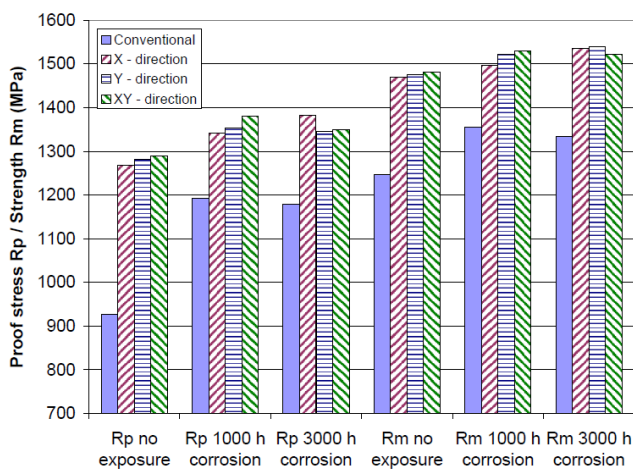 Proof stress Rp / Strength Rm (MPa)
1600
1500
1400
1300
1200
1100
1000
900
800
700
Conventional
X - direction
Y - direction
XY - direction
Rp no
exposure
Rp 1000 h
corrosion
Rp 3000 h
corrosion
Rm no
exposure
Rm 1000 h
corrosion
Rm 3000 h
corrosion